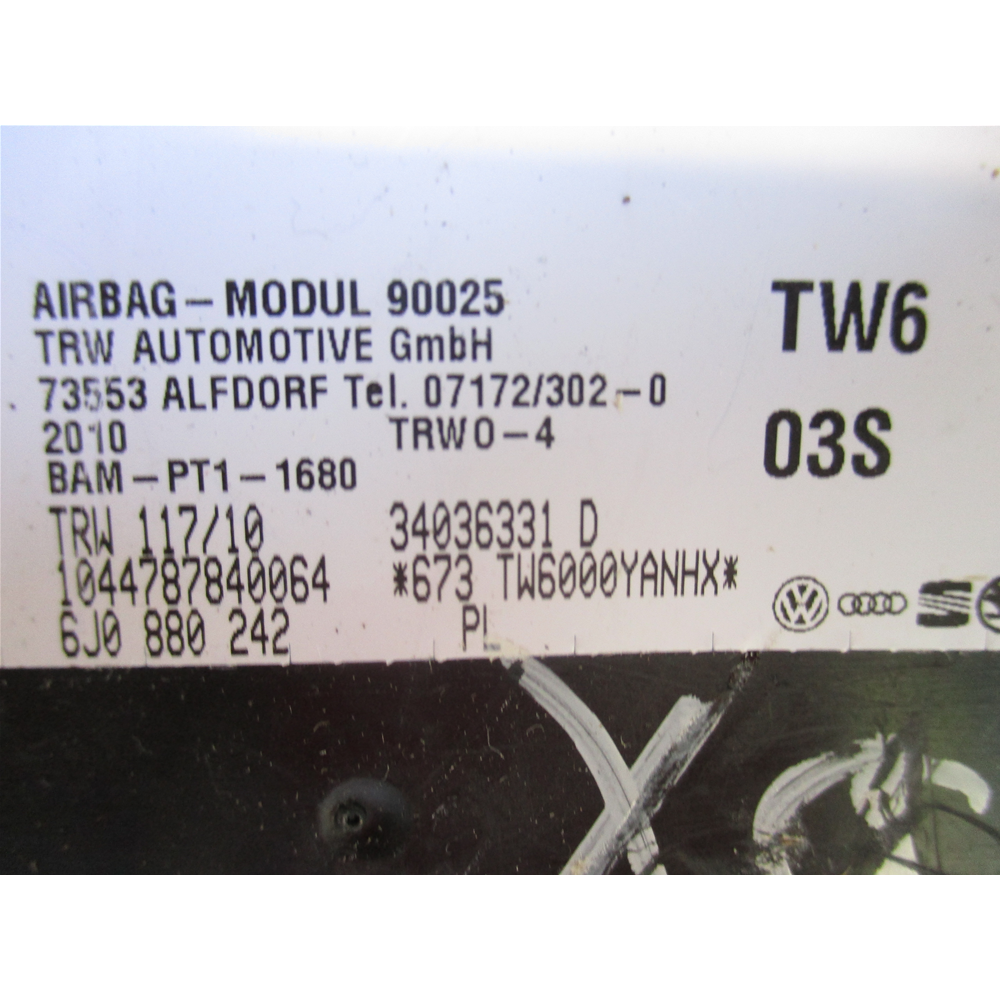 AIRBAG – MODUL 90025
TRW AUTOMOTIVE GmbH
73553 ALFDORF Tel. 07172/302 – 0
2010 TRW0 – 4
BAM – PT1 – 1680
TRW 117/10 34036331 D
1044787840064 *673 TW6000YANHX*
6J0 880 242
TW6
03S